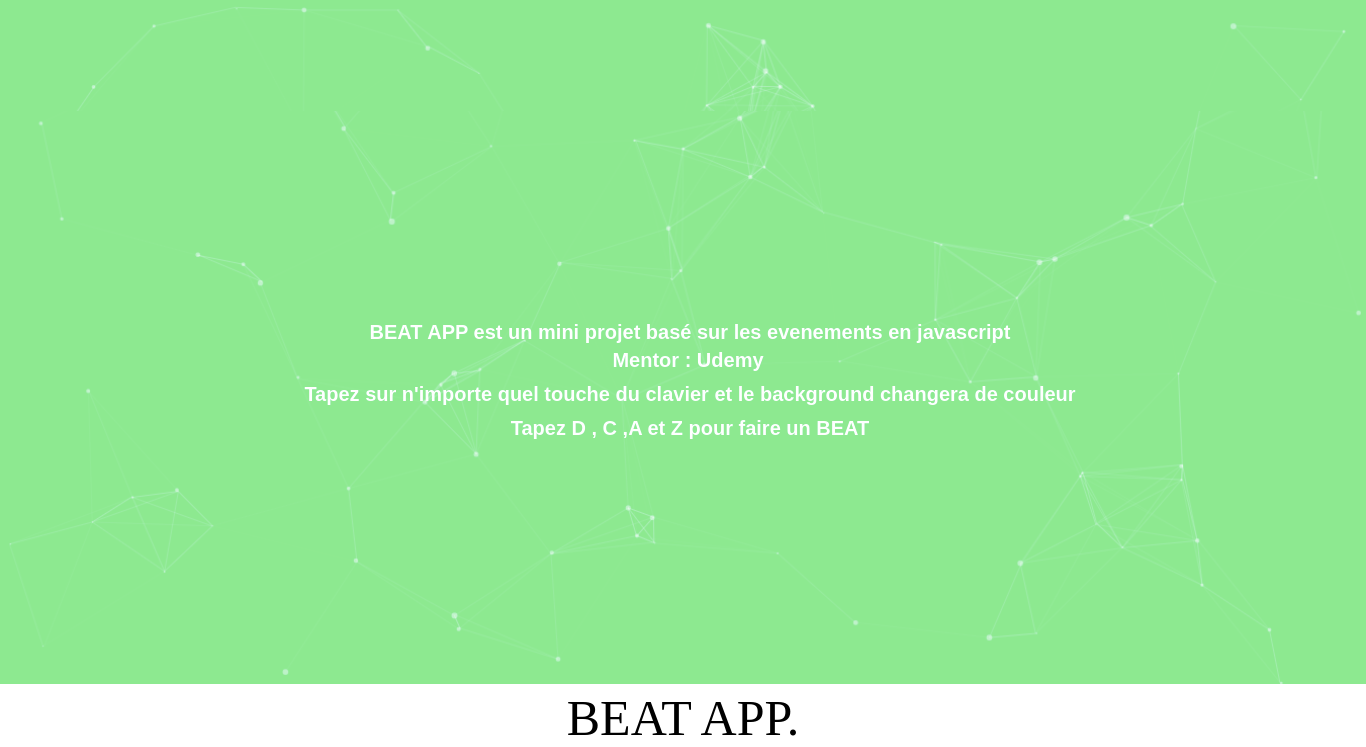 BEAT APP est un mini projet basé sur les evenements en javascript
Mentor : Udemy
Tapez sur n'importe quel touche du clavier et le background changera de couleur
Tapez D , C ,A et Z pour faire un BEAT
BEAT APP.